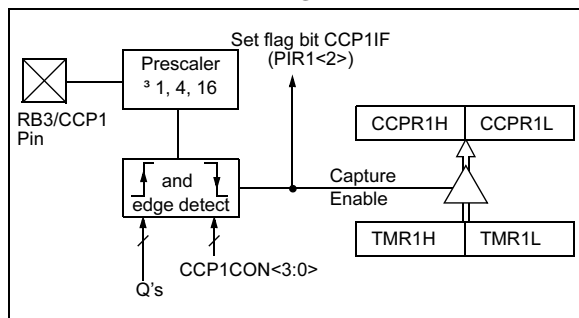 Set flag bit CCP1IF
(PIR1<2>)
Prescaler
³ 1, 4, 16
RB3/CCP1
Pin
CCPR1H
CCPR1L
and
edge detect
Capture
Enable
TMR1H
TMR1L
CCP1CON<3:0>
Q's